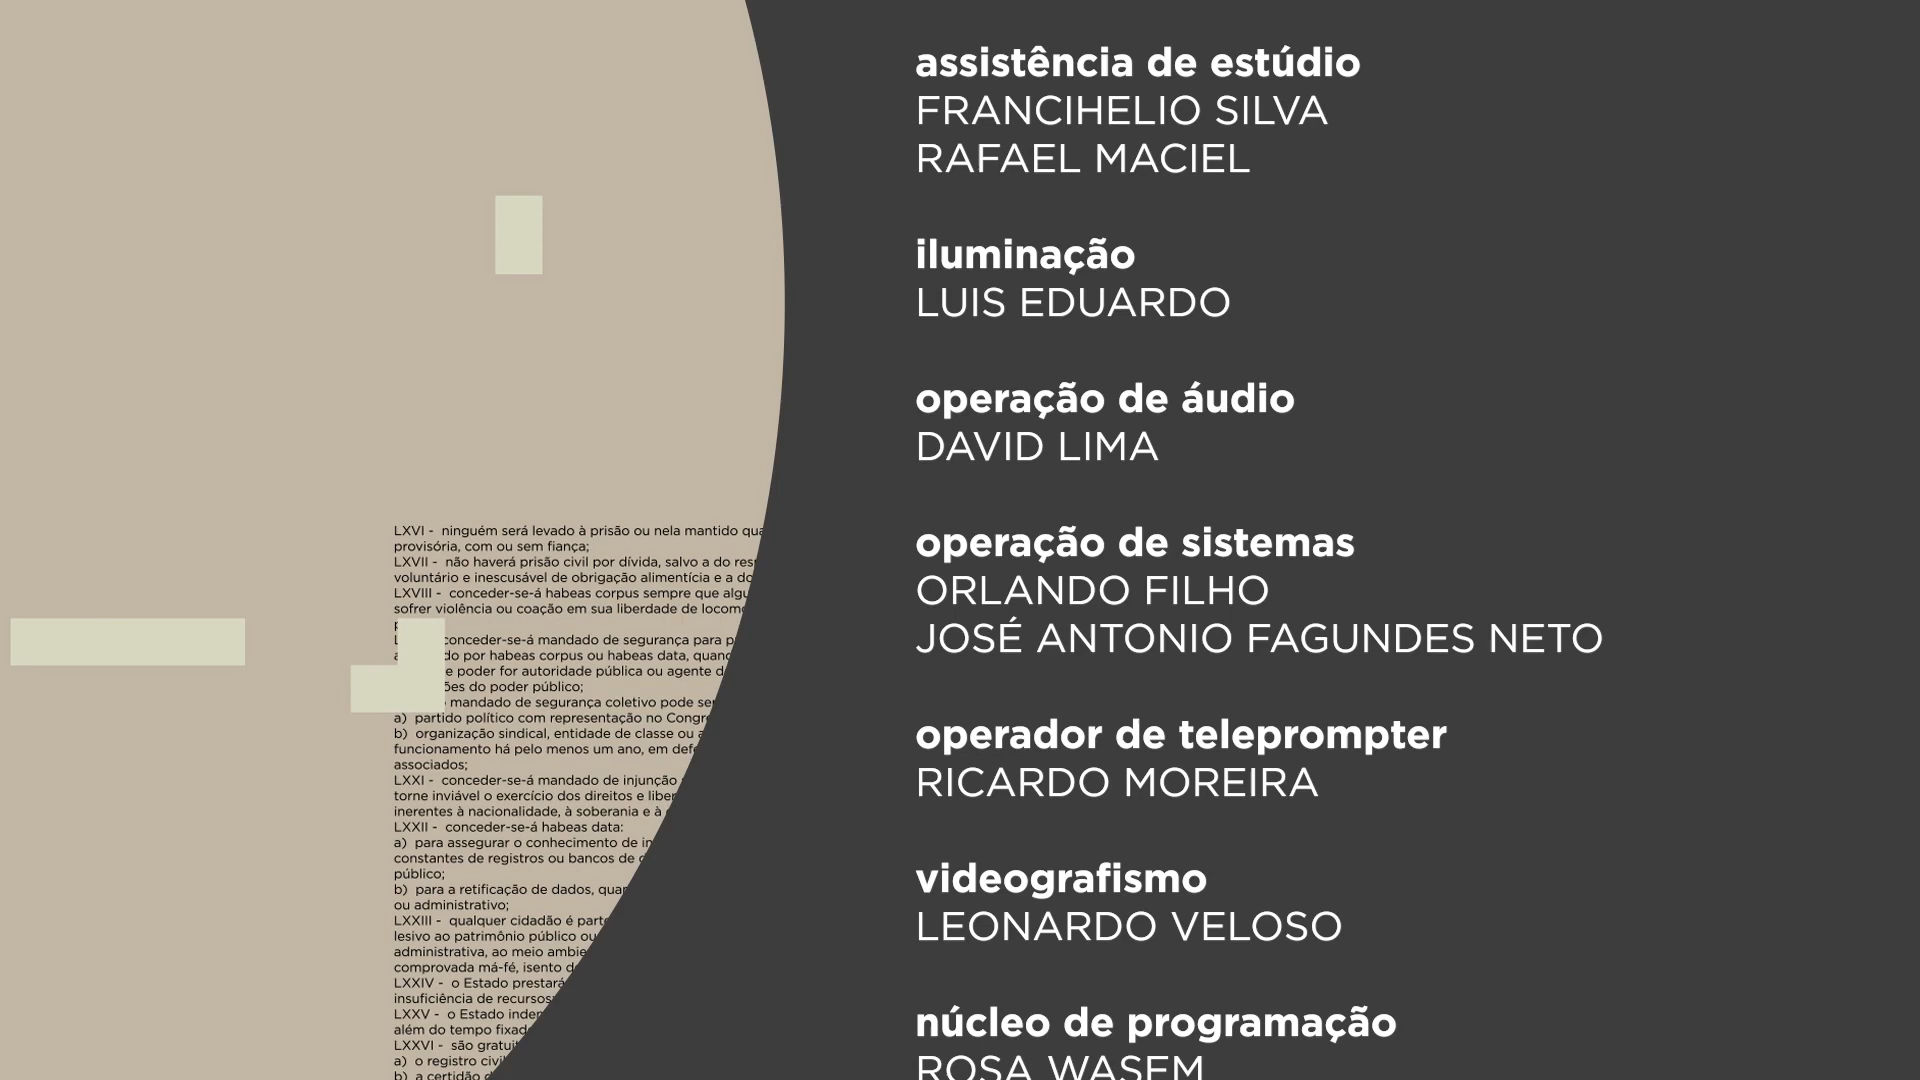 assistência de estúdio
FRANCIHELIO SILVA
RAFAEL MACIEL
iluminação
LUIS EDUARDO
operação de áudio
DAVID LIMA
operação de sistemas
ORLANDO FILHO
JOSÉ ANTONIO FAGUNDES NETO
operador de teleprompter
RICARDO MOREIRA
videografismo
LEONARDO VELOSO
núcleo de programação
ROSA WASEM
LXVI - ninguém será levado à prisão ou nela mantido
provisória, com ou sem fiança;
LXVII - não haverá prisão civil por dívida, salvo a do
voluntário e inescusável de obrigação alimentícia e a
LXVIII - conceder-se-á habeas corpus sempre que
sofrer violência ou coação em sua liberdade de
conceder-se-á mandado de segurança para
por habeas corpus ou habeas data,
poder for autoridade pública ou agente
do poder público;
mandado de segurança coletivo pode
a) partido político com representação no
b) organização sindical, entidade de classe ou
funcionamento há pelo menos um ano, em
associados;
LXXI - conceder-se-á mandado de injunção
torne inviável o exercício dos direitos e
inerentes à nacionalidade, à soberania e à
LXXII - conceder-se-á habeas data:
a) para assegurar o conhecimento de
constantes de registros ou bancos de
público;
b) para a retificação de dados,
ou administrativo;
LXXIII - qualquer cidadão é
lesivo ao patrimônio público ou
administrativa, ao meio
comprovada má-fé, isento
LXXIV - o Estado prestará
insuficiência de recursos;
LXXV - o Estado
além do tempo
LXXVI - são
a) o registro
b) a certidão